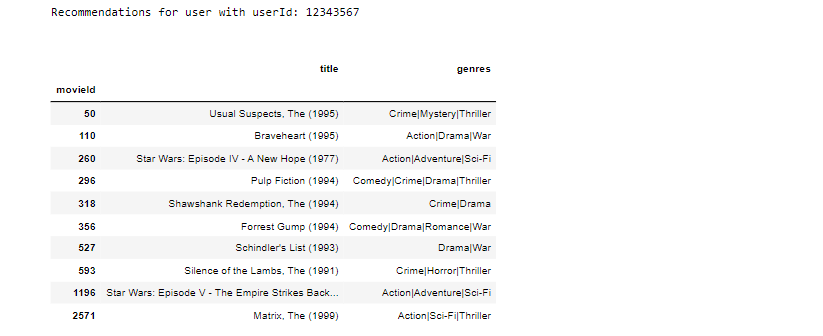 Recommendations for user with userId: 12343567
title genres
movieId
50 Usual Suspects, The (1995) Crime|Mystery|Thriller
110 Braveheart (1995) Action|Drama|War
260 Star Wars: Episode IV - A New Hope (1977) Action|Adventure|Sci-Fi
296 Pulp Fiction (1994) Comedy|Crime|Drama|Thriller
318 Shawshank Redemption, The (1994) Crime|Drama
356 Forrest Gump (1994) Comedy|Drama|Romance|War
527 Schindler's List (1993) Drama|War
593 Silence of the Lambs, The (1991) Crime|Horror|Thriller
1196 Star Wars: Episode V - The Empire Strikes Back... Action|Adventure|Sci-Fi
2571 Matrix, The (1999) Action|Sci-Fi|Thriller